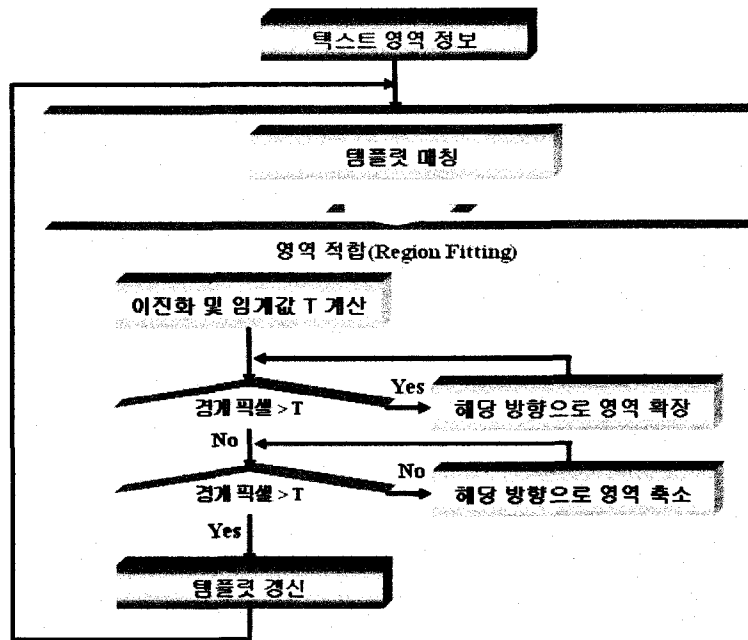 텍스트 영역 정보
템플릿 매칭
영역 적합(Region Fitting)
이진화 및 임계값 T 계산
경계 픽셀 > T
Yes
해당 방향으로 영역 확장
No
경계 픽셀 > T
No
해당 방향으로 영역 축소
Yes
템플릿 갱신